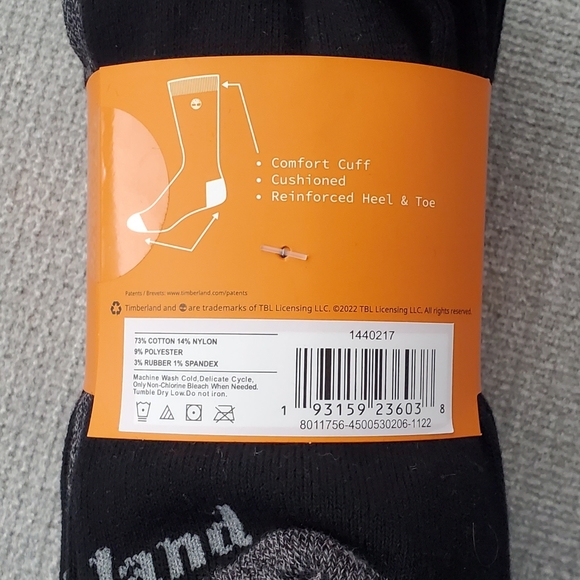 • Comfort Cuff
• Cushioned
• Reinforced Heel & Toe
Patents / Brevets: www.timberland.com/patents
Timberland and are trademarks of TBL Licensing LLC. ©2022 TBL Licensing LLC. All rights reserved.
73% COTTON 14% NYLON
9% POLYESTER
3% RUBBER 1% SPANDEX
Machine Wash Cold,Delicate Cycle.
Only Non-Chlorine Bleach When Needed.
Tumble Dry Low.Do not iron.
1440217
1 93159 23603 8
8011756-4500530206-1122
land